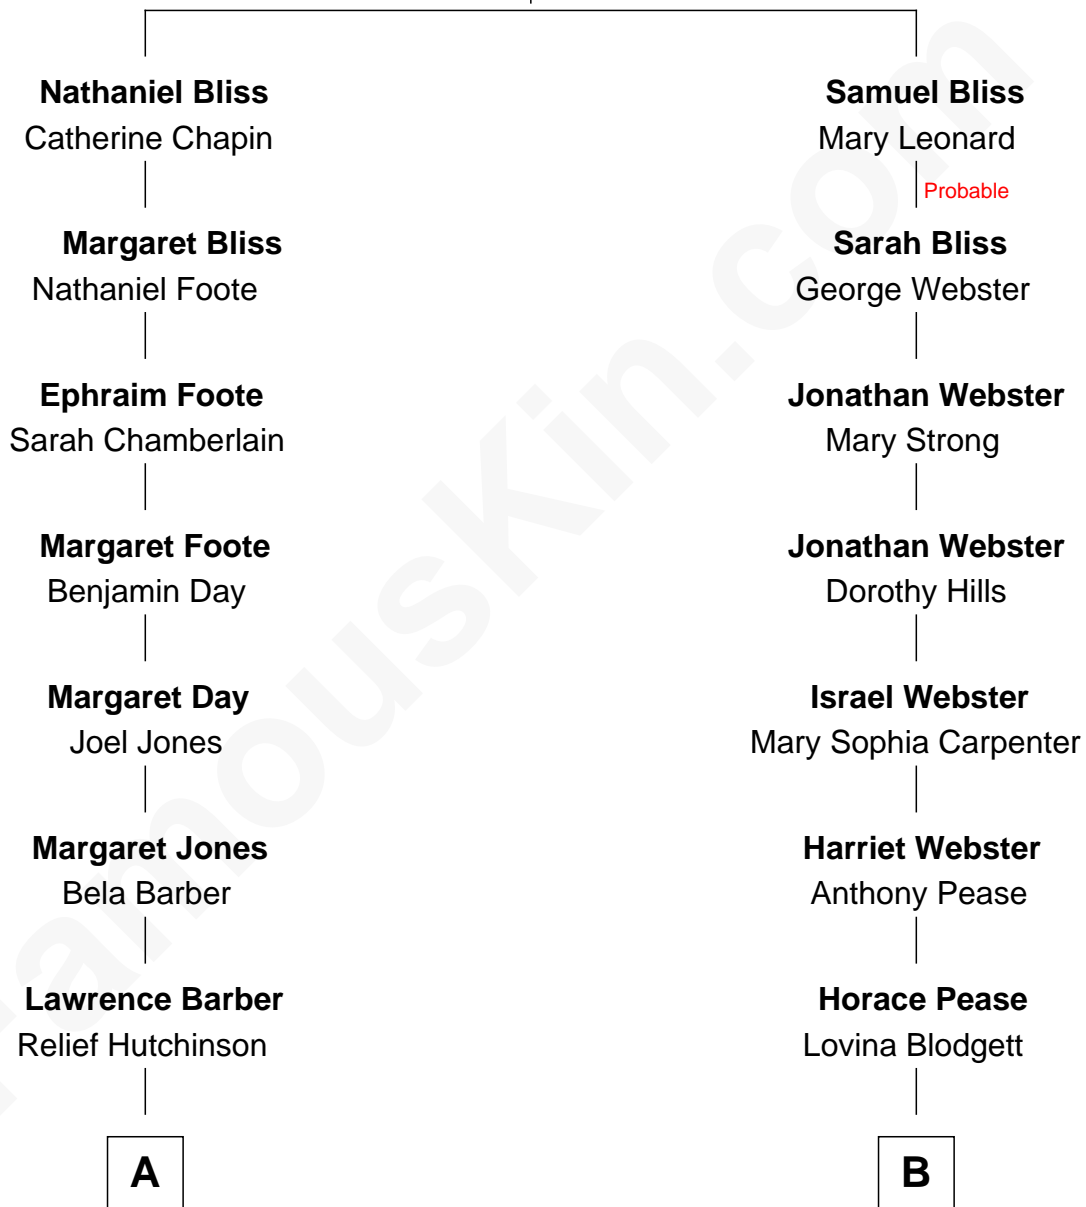 Nathaniel Bliss
Catherine Chapin
Samuel Bliss
Mary Leonard
Probable
Margaret Bliss
Nathaniel Foote
Sarah Bliss
George Webster
Ephraim Foote
Sarah Chamberlain
Jonathan Webster
Mary Strong
Margaret Foote
Benjamin Day
Jonathan Webster
Dorothy Hills
Margaret Day
Joel Jones
Israel Webster
Mary Sophia Carpenter
Margaret Jones
Bela Barber
Harriet Webster
Anthony Pease
Lawrence Barber
Relief Hutchinson
Horace Pease
Lovina Blodgett
A
B
FamousKin.com